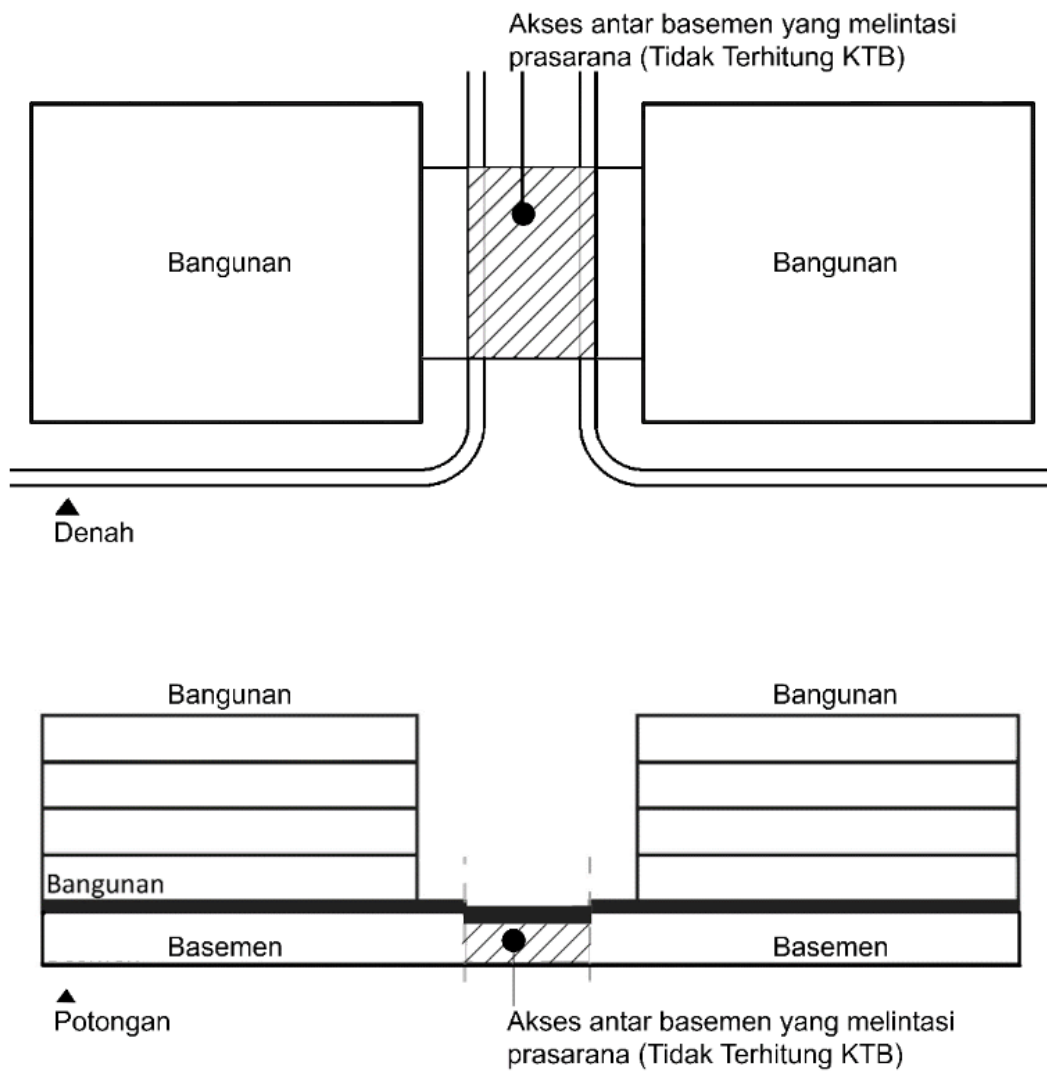 Akses antar basemen yang melintasi
prasarana (Tidak Terhitung KTB)
Bangunan
Bangunan
Denah
Bangunan
Bangunan
Bangunan
Basemen
Basemen
Potongan
Akses antar basemen yang melintasi
prasarana (Tidak Terhitung KTB)